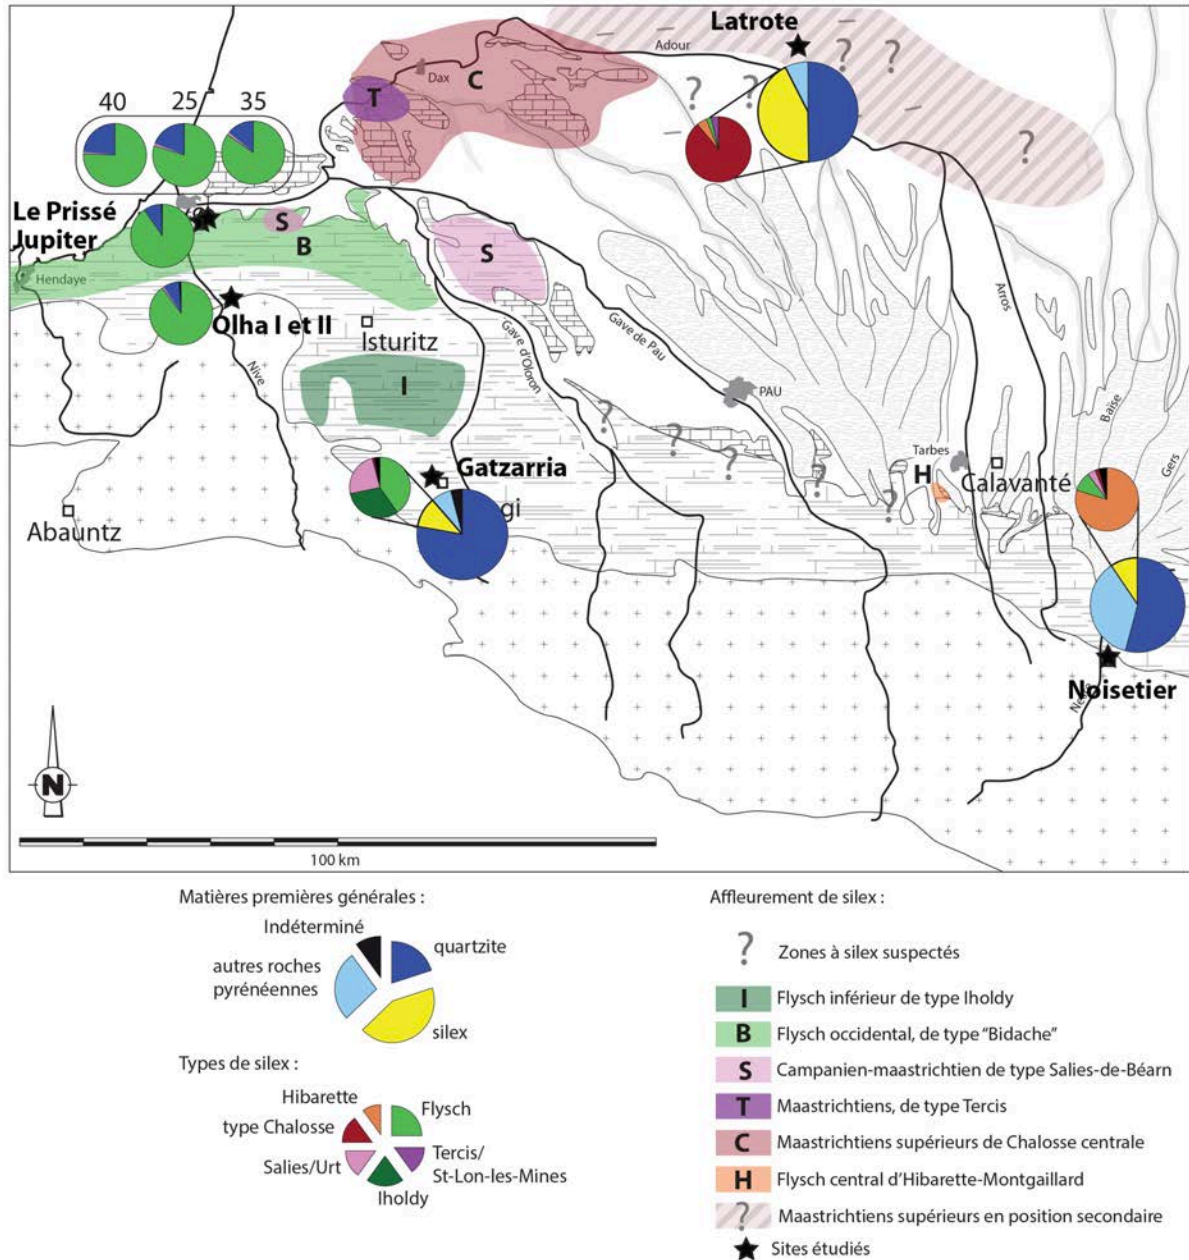 Latrote
Adour
Dax
C
T
40 25 35
Le Prissé
Jupiter
S
B
S
Hendaye
Olha I et II
Isturitz
Nive
I
Gave d'Oloron
Gave de Pau
PAU
Arros
Baïse
Gers
Tarbes
H
Calavanté
Gatzarria
gi
Abauntz
Noisetier
N
100 km
? ? ? ? ? ? ? ? ? ? ?
Matières premières générales :
Indéterminé
quartzite
autres roches
pyrénéennes
silex
Types de silex :
Hibarette
Flysch
type Chalosse
Tercis/
St-Lon-les-Mines
Salies/Urt
Iholdy
Affleurement de silex :
? Zones à silex suspectés
I Flysch inférieur de type Iholdy
B Flysch occidental, de type “Bidache”
S Campanien-maastrichtien de type Salies-de-Béarn
T Maastrichtiens, de type Tercis
C Maastrichtiens supérieurs de Chalosse centrale
H Flysch central d’Hibarette-Montgaillard
? Maastrichtiens supérieurs en position secondaire
Sites étudiés